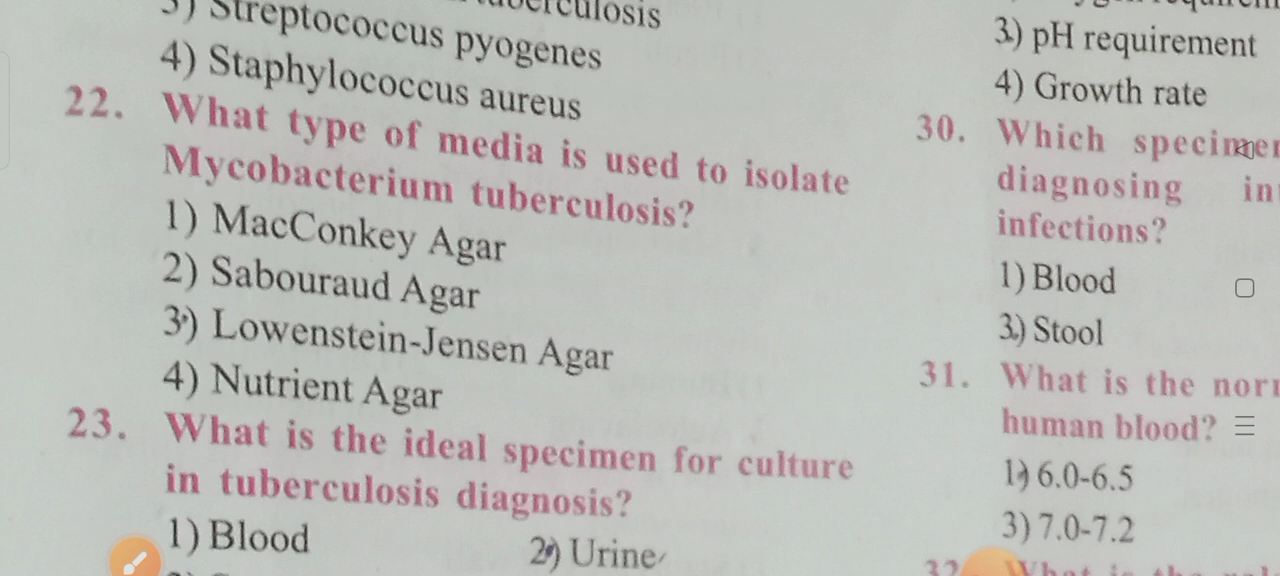 3) Streptococcus pyogenes
4) Staphylococcus aureus
22. What type of media is used to isolate
Mycobacterium tuberculosis?
1) MacConkey Agar
2) Sabouraud Agar
3) Lowenstein-Jensen Agar
4) Nutrient Agar
23. What is the ideal specimen for culture
in tuberculosis diagnosis?
1) Blood 2) Urine
3) pH requirement
4) Growth rate
30. Which
diagnosing
infections?
1) Blood
3) Stool
31. What is the
human blood?
1) 6.0-6.5
3) 7.0-7.2